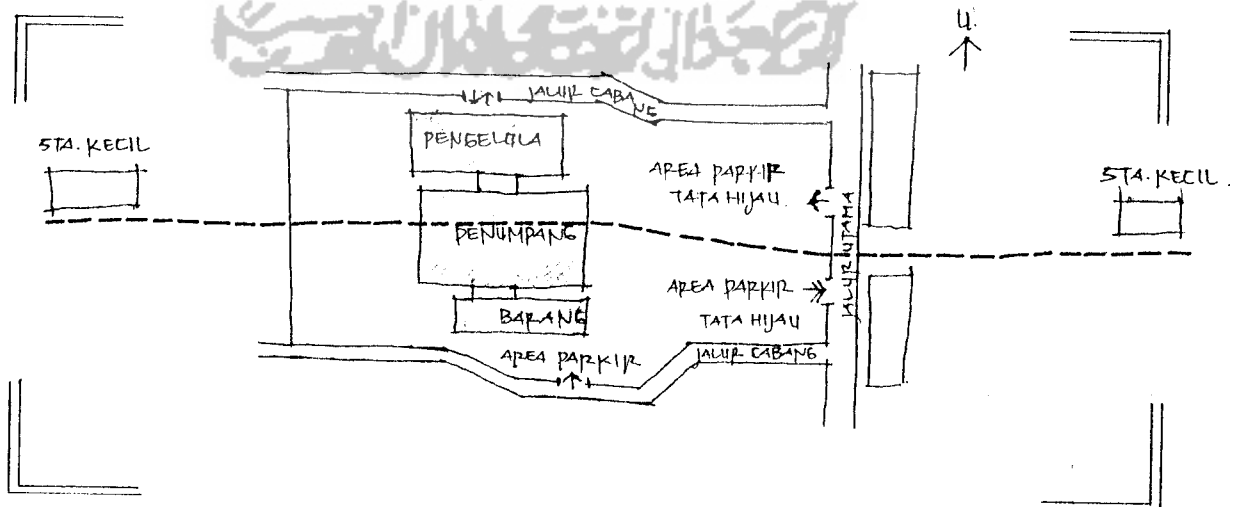 U.
JALUR CABANG
STA. KECIL
PENGELOLA
AREA PARKIR
TATA HIJAU.
STA. KECIL.
PENUMPANG
JALUR UTAMA
AREA PARKIR
TATA HIJAU
BARANG
AREA PARKIR
JALUR CABANG